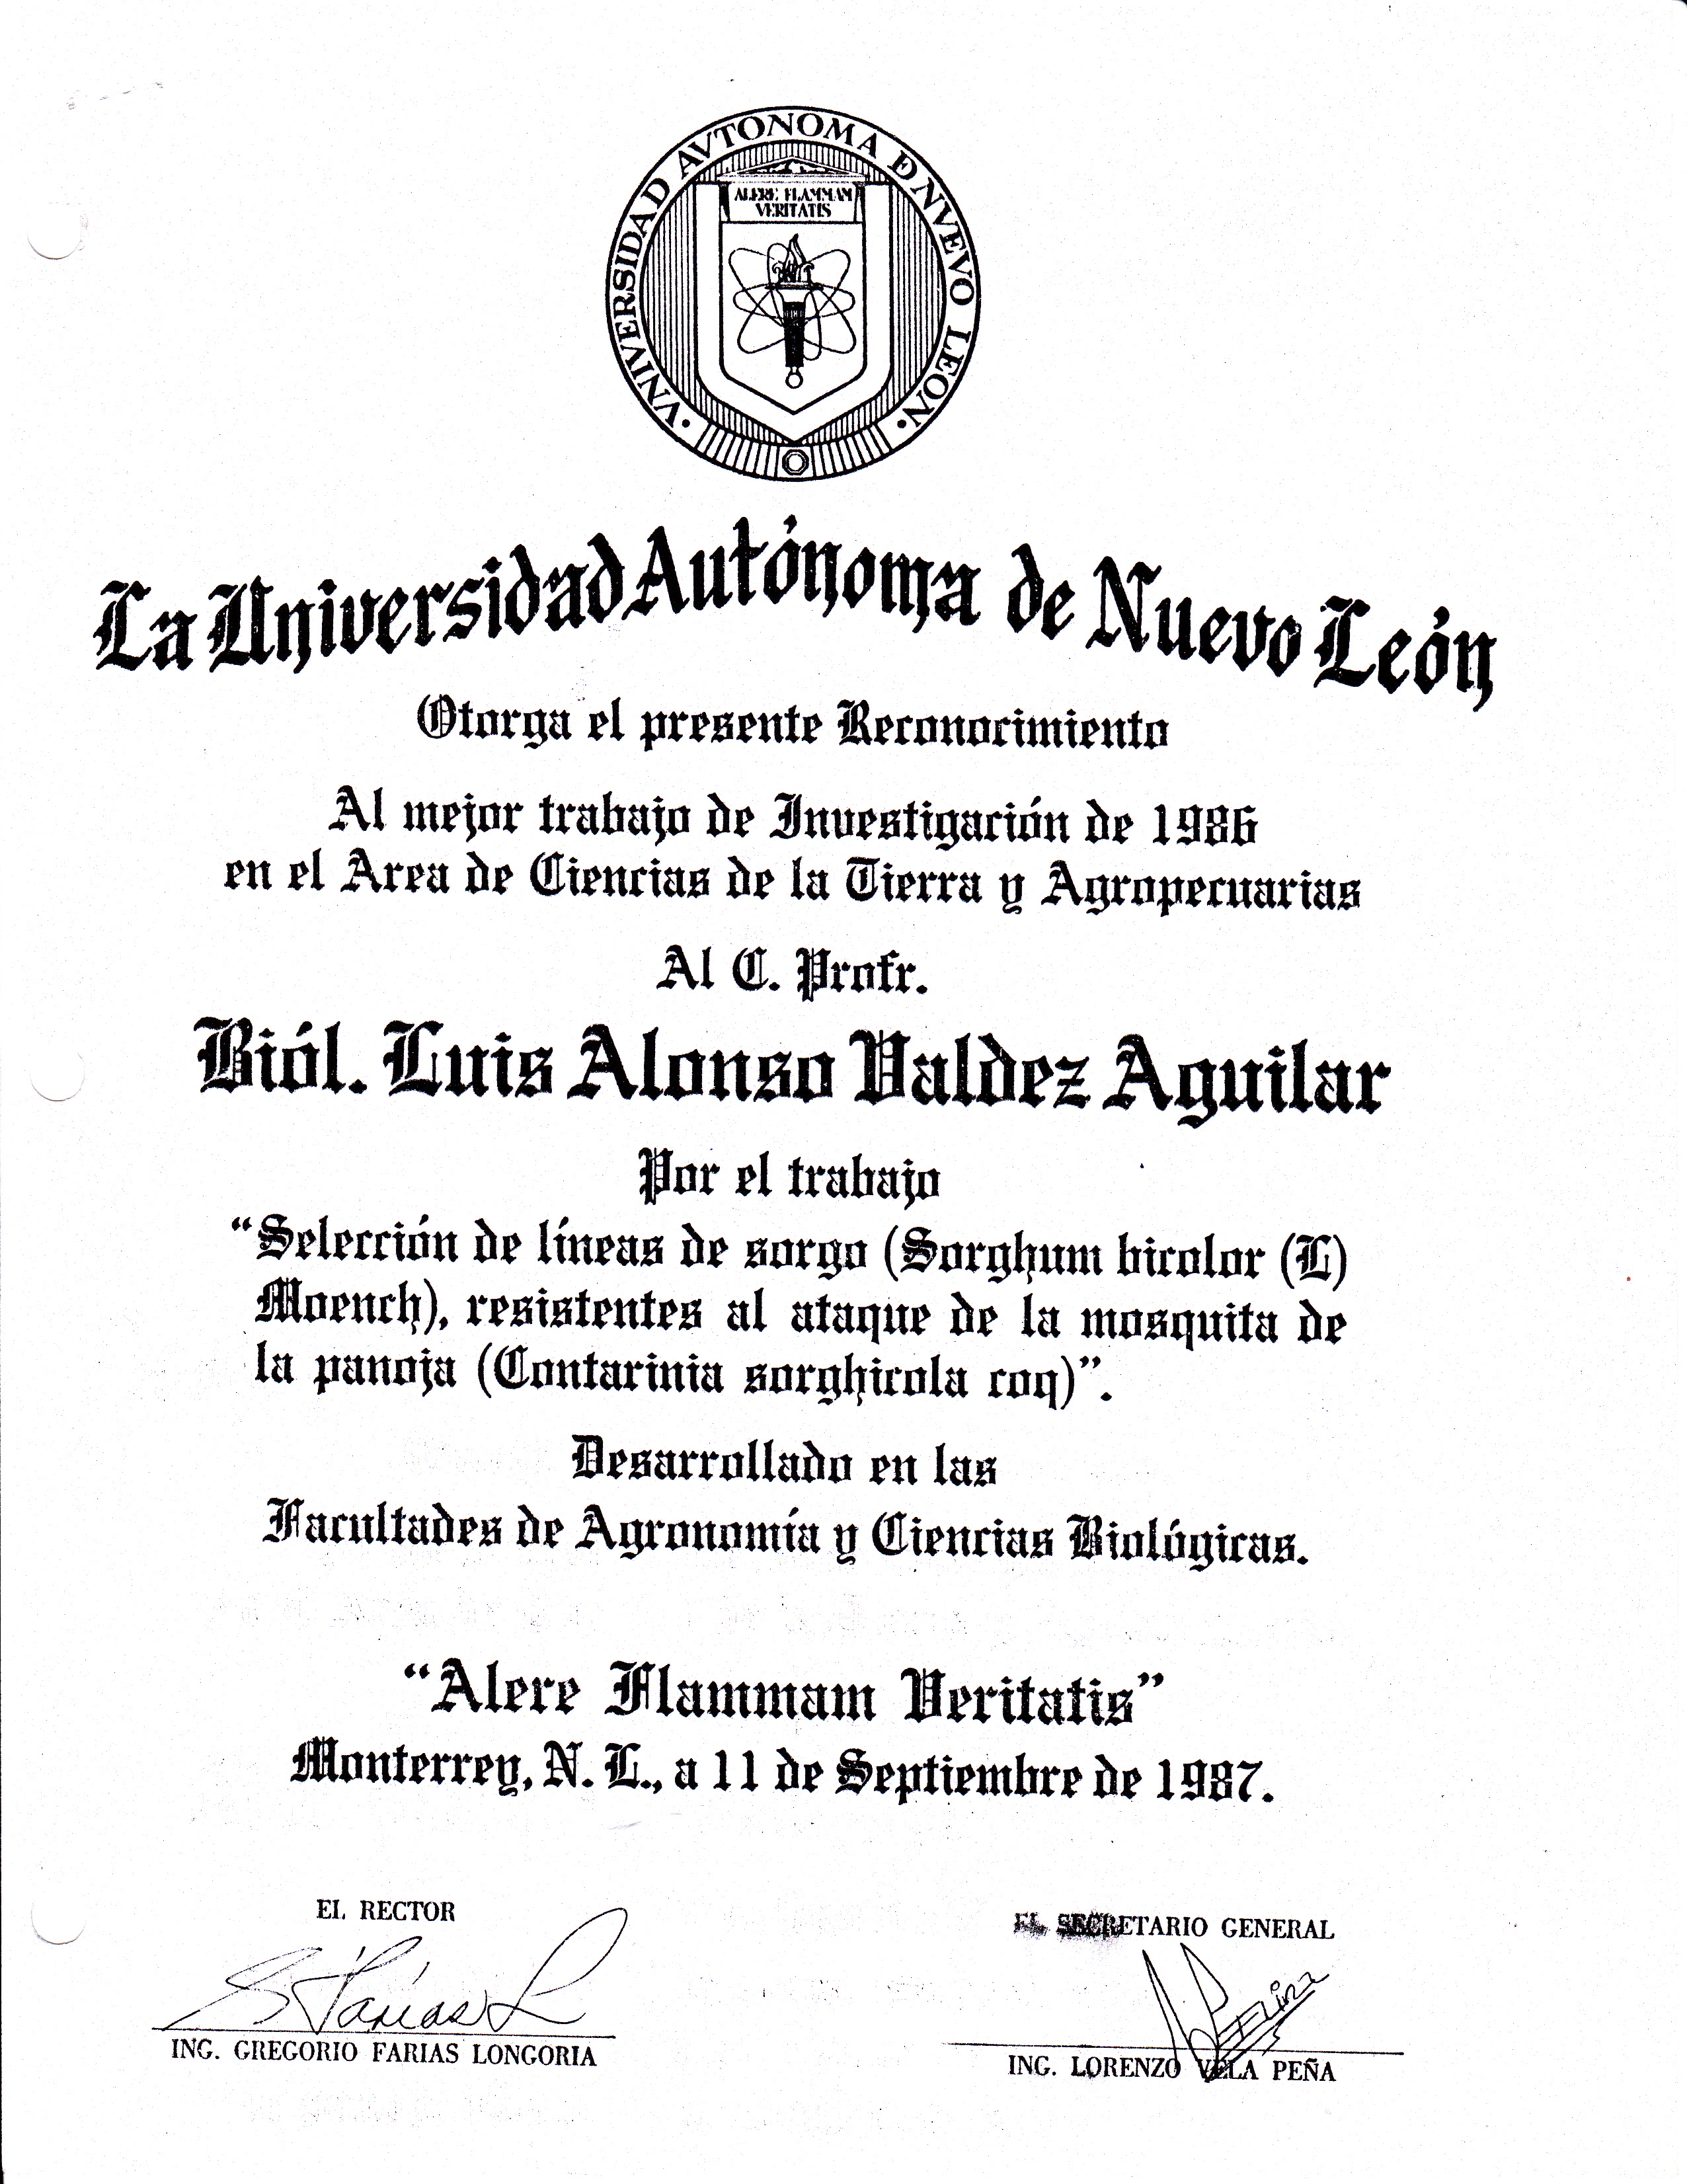 VNIVERSIDAD AVTONOMA D NVEVO LEON
ALERE FLAMMAM
VERITATIS
La Universidad Autónoma de Nuevo León
Otorga el presente Reconocimiento
Al mejor trabajo de Investigación de 1986
en el Area de Ciencias de la Tierra y Agropecuarias
Al C. Profr.
Biól. Luis Alonso Valdez Aguilar
Por el trabajo
“Selección de líneas de sorgo (Sorghum bicolor (L)
Moench), resistentes al ataque de la mosquita de
la panoja (Contarinia sorghicola coq)”.
Desarrollado en las
Facultades de Agronomía y Ciencias Biológicas.
“Alere Flammam Veritatis”
Monterrey, N. L., a 11 de Septiembre de 1987.
EL RECTOR
ING. GREGORIO FARIAS LONGORIA
EL SECRETARIO GENERAL
ING. LORENZO VELA PEÑA